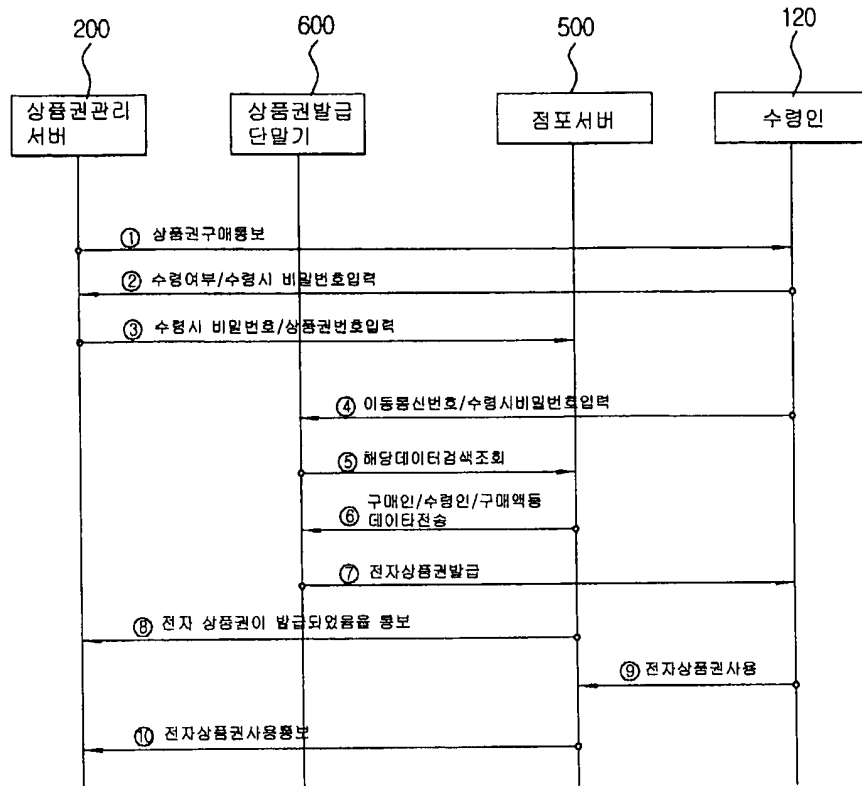 200
600
500
120
상품권관리
서버
상품권발급
단말기
점포서버
수령인
① 상품권구매통보
② 수령여부/수령시 비밀번호입력
③ 수령시 비밀번호/상품권번호입력
④ 이동통신번호/수령시비밀번호입력
⑤ 해당데이터검색조회
⑥ 구매인/수령인/구매액등
데이타전송
⑦ 전자상품권발급
⑧ 전자 상품권이 발급되었음을 통보
⑨ 전자상품권사용
⑩ 전자상품권사용통보